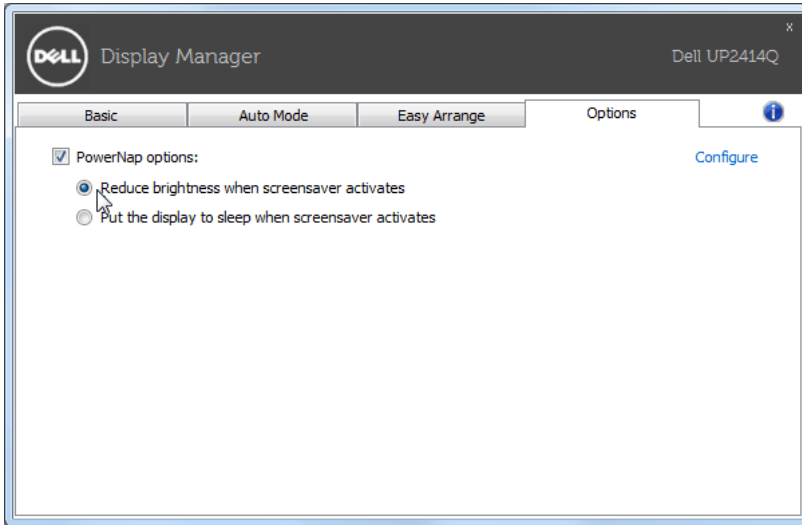 x
DELL Display Manager Dell UP2414Q
Basic Auto Mode Easy Arrange Options i
PowerNap options: Configure
Reduce brightness when screensaver activates
Put the display to sleep when screensaver activates